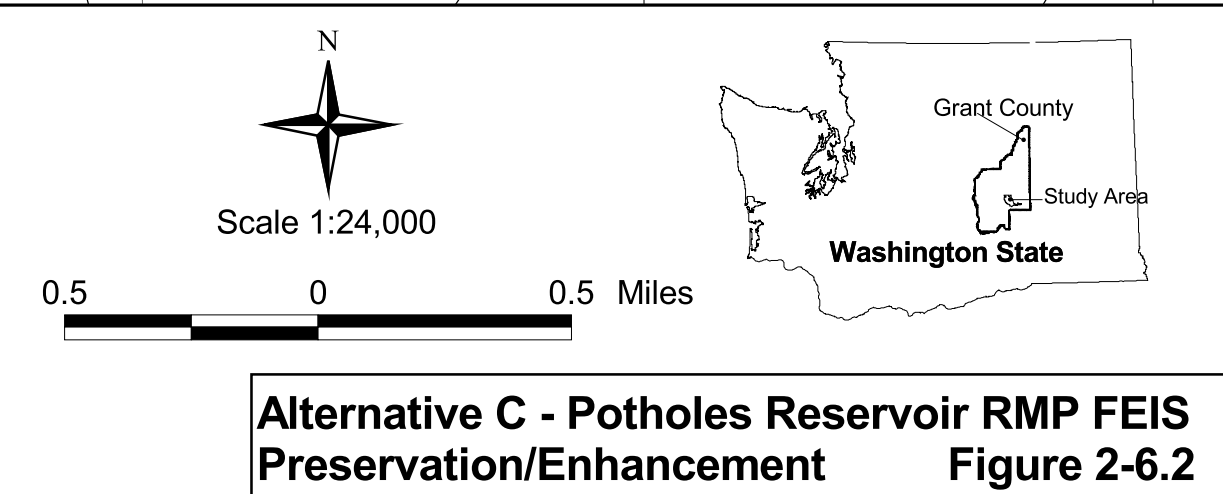 N
Scale 1:24,000
0.5 0 0.5 Miles
Grant County
Study Area
Washington State
Alternative C - Potholes Reservoir RMP FEIS
Preservation/Enhancement Figure 2-6.2